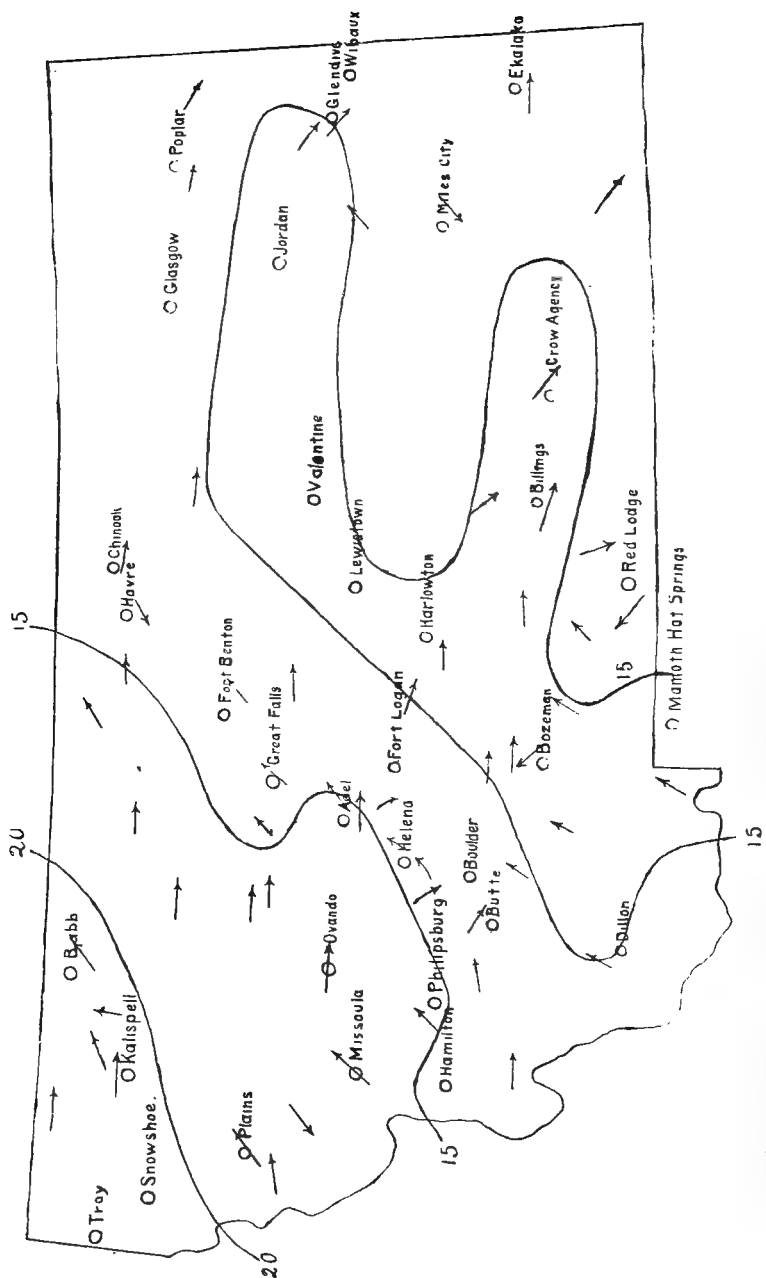 20
15
Troy
Snowshoe.
Kalispell
Babb
Havre
Chinook
Glasgow
Poplar
20
Plains
Missoula
Ovando
Great Falls
Fort Benton
Adel
Lewistown
Valentine
Jordan
Glendive
Wibaux
15
Hamilton
Philipsburg
Helena
Fort Logan
Harlowton
Miles City
Butte
Boulder
Bozeman
Billings
Crow Agency
Ekalaka
Dillon
15
Red Lodge
Mamoth Hot Springs
15